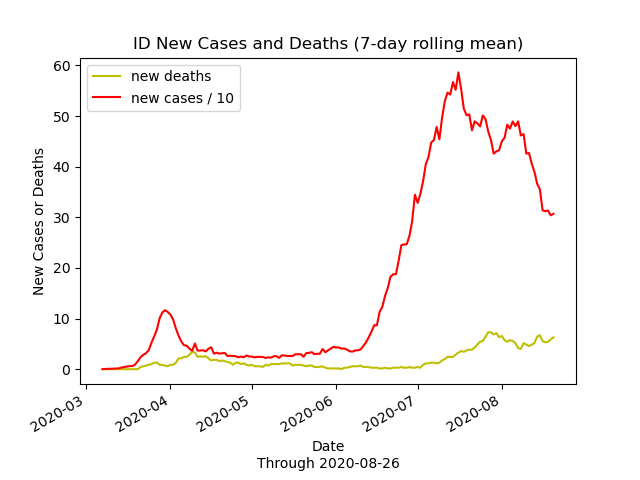 ID New Cases and Deaths (7-day rolling mean)
new deaths
new cases / 10
60
50
40
30
20
10
0
New Cases or Deaths
2020-03
2020-04
2020-05
2020-06
2020-07
2020-08
Date
Through 2020-08-26